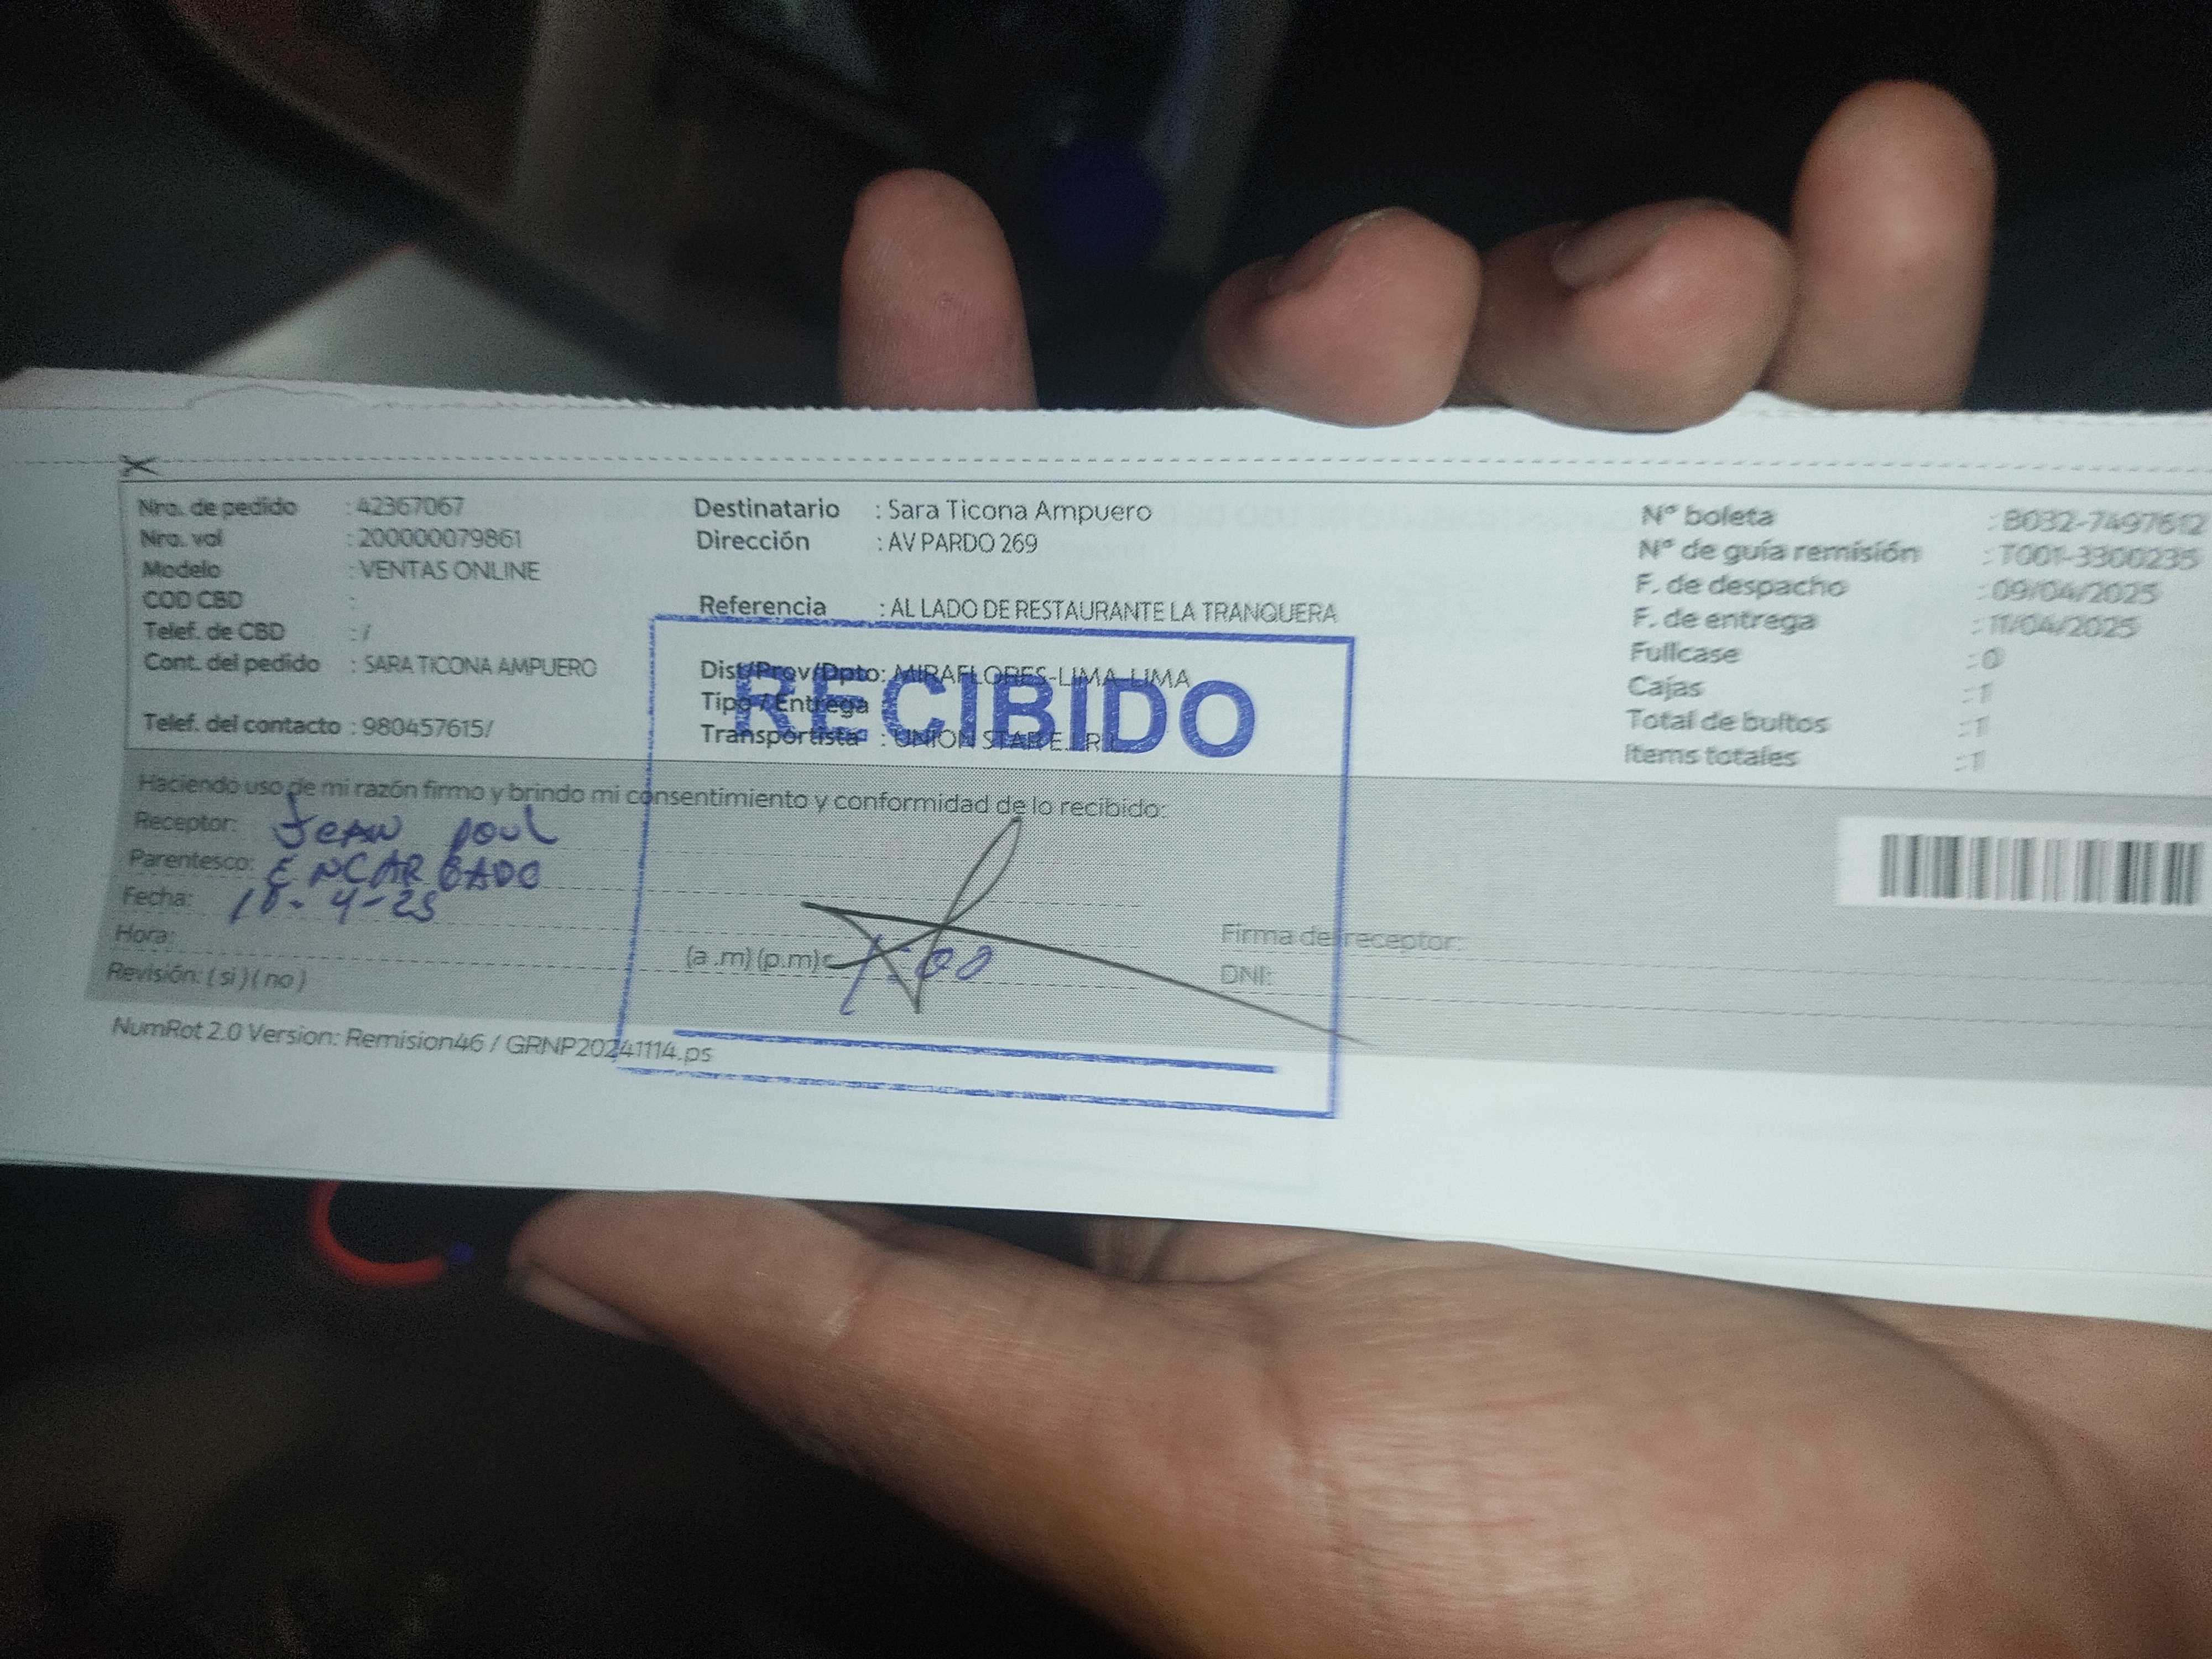 Nro. de pedido : 42367067
Nro. val : 200000079861
Modelo : VENTAS ONLINE
COD CBD :
Telef. de CBD : /
Cont. del pedido : SARA TICONA AMPUERO
Telef. del contacto : 980457615/
Destinatario : Sara Ticona Ampuero
Dirección : AV PARDO 269
Referencia : AL LADO DE RESTAURANTE LA TRANQUERA
Dist/Prov/Dpto: MIRAFLORES-LIMA-LIMA
Tipo / Entrega
Transportista : UNION STAR
RECIBIDO
N° boleta : B032-7497612
N° de guía remisión : T001-3300235
F. de despacho : 09/04/2025
F. de entrega : 11/04/2025
Fullcase : 0
Cajas : 1
Total de bultos : 1
Items totales : 1
Haciendo uso de mi razón firmo y brindo mi consentimiento y conformidad de lo recibido:
Receptor: Jean Poul
Parentesco: ENCARGADO
Fecha: 4-25
Hora: (a .m) (p.m)
Revisión: ( si ) ( no )
Firma del receptor:
DNI:
NumRot 2.0 Version: Remision46 / GRNP20241114.ps